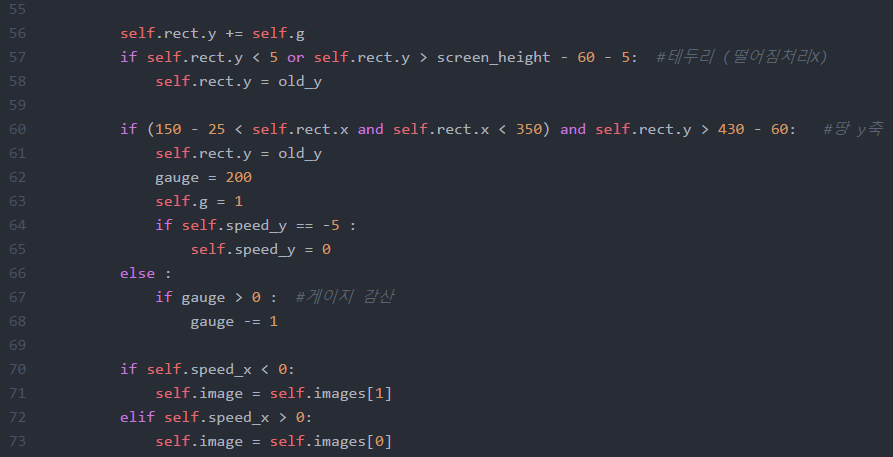 55
56 self.rect.y += self.g
57 if self.rect.y < 5 or self.rect.y > screen_height - 60 - 5: #테두리 (떨어짐처리X)
58 self.rect.y = old_y
59
60 if (150 - 25 < self.rect.x and self.rect.x < 350) and self.rect.y > 430 - 60: #땅 y축
61 self.rect.y = old_y
62 gauge = 200
63 self.g = 1
64 if self.speed_y == -5 :
65 self.speed_y = 0
66 else :
67 if gauge > 0 : #게이지 감산
68 gauge -= 1
69
70 if self.speed_x < 0:
71 self.image = self.images[1]
72 elif self.speed_x > 0:
73 self.image = self.images[0]